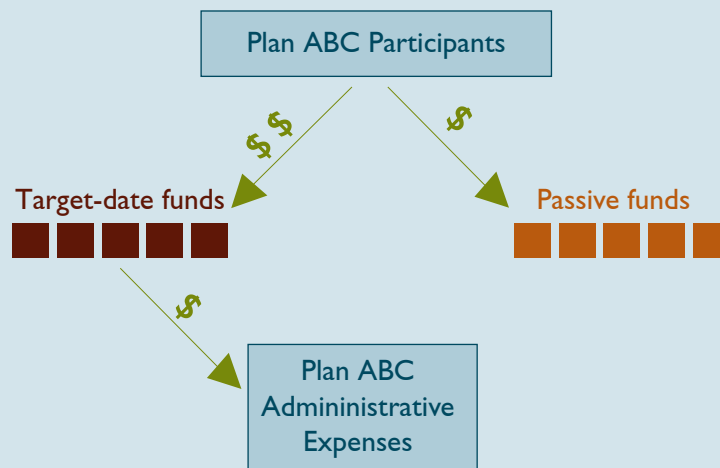 Plan ABC Participants
$ $
$
Target-date funds
Passive funds
$
Plan ABC
Admininistrative
Expenses